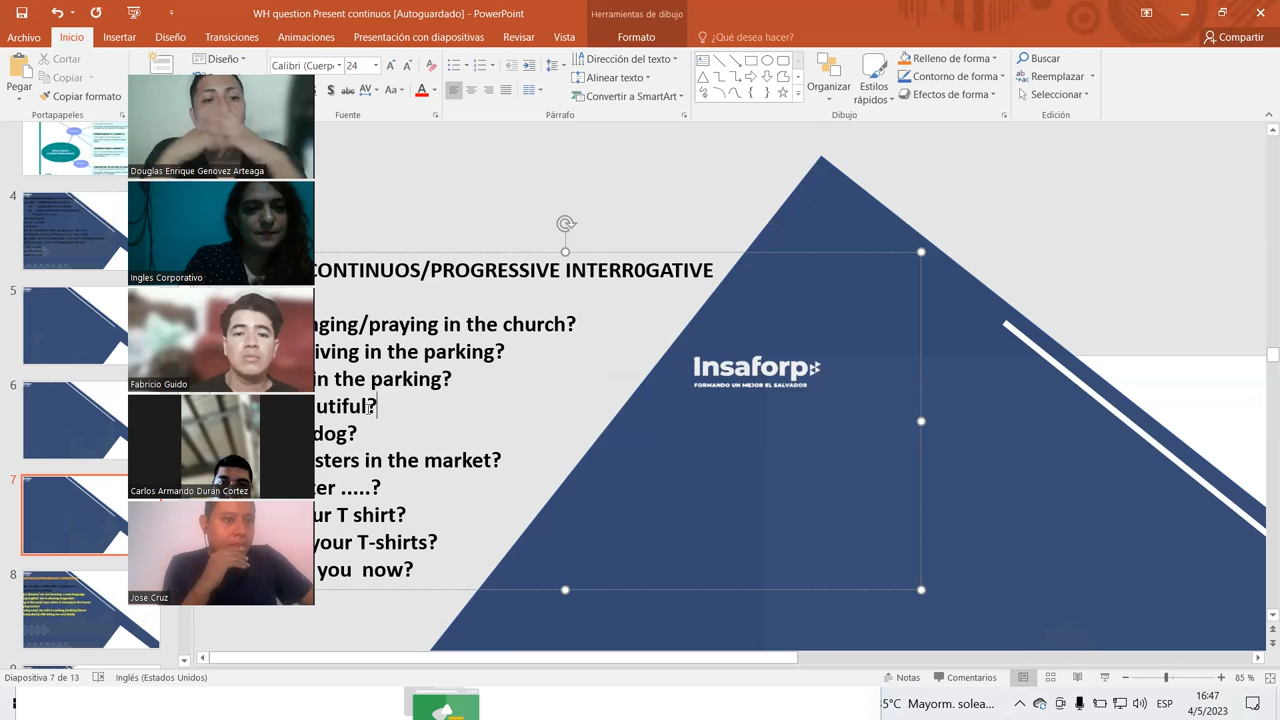 WH question Presenta [Autoguardado] - PowerPoint
Herramientas de dibujo
Archivo Inicio Insertar Diseño Transiciones Animaciones Presentación con diapositivas Revisar Vista Formato ¿Qué desea hacer? Compartir
Pegar
Cortar
Copiar
Copiar formato
Portapapeles
Diseño
Calibri (Cuerp 24
Fuente
Dirección del texto
Alinear texto
Convertir a SmartArt
Párrafo
Organizar
Estilos rápidos
Relleno de forma
Contorno de forma
Efectos de forma
Dibujo
Buscar
Reemplazar
Seleccionar
Edición
4
5
6
7
8
Douglas Enrique Genovez Arteaga
Ingles Corporativo
Fabricio Guido
Carlos Armando Durán Cortez
Jose Cruz
CONTINUOS/PROGRESSIVE INTERR0GATIVE
nging/praying in the church?
iving in the parking?
in the parking?
utiful?
dog?
sters in the market?
er .....?
ur T shirt?
your T-shirts?
you now?
Insaforp
FORMANDO UN MEJOR EL SALVADOR
Diapositiva 7 de 13 Inglés (Estados Unidos) Notas Comentarios 85 %
5°C Mayorm. solea... ESP 16:47
4/5/2023